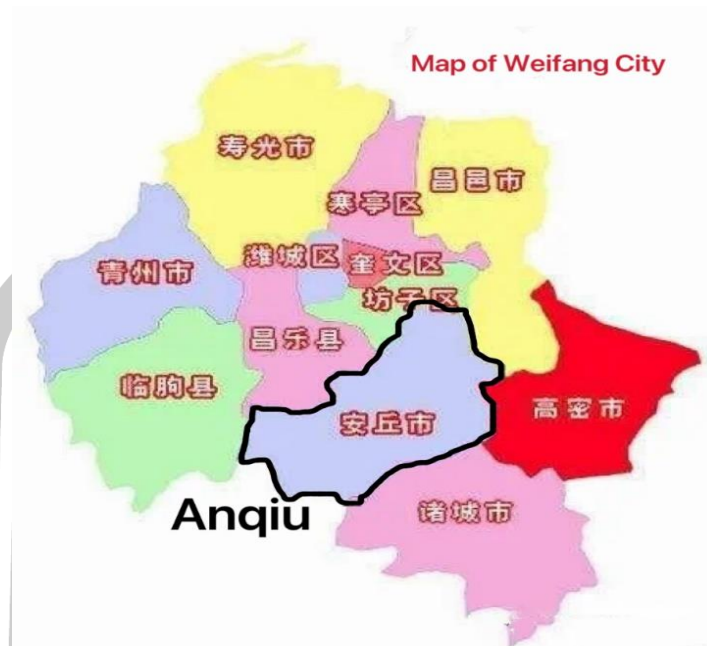 Map of Weifang City
寿光市
昌邑市
寒亭区
潍城区
奎文区
青州市
坊子区
昌乐县
临朐县
安丘市
高密市
Anqiu
诸城市